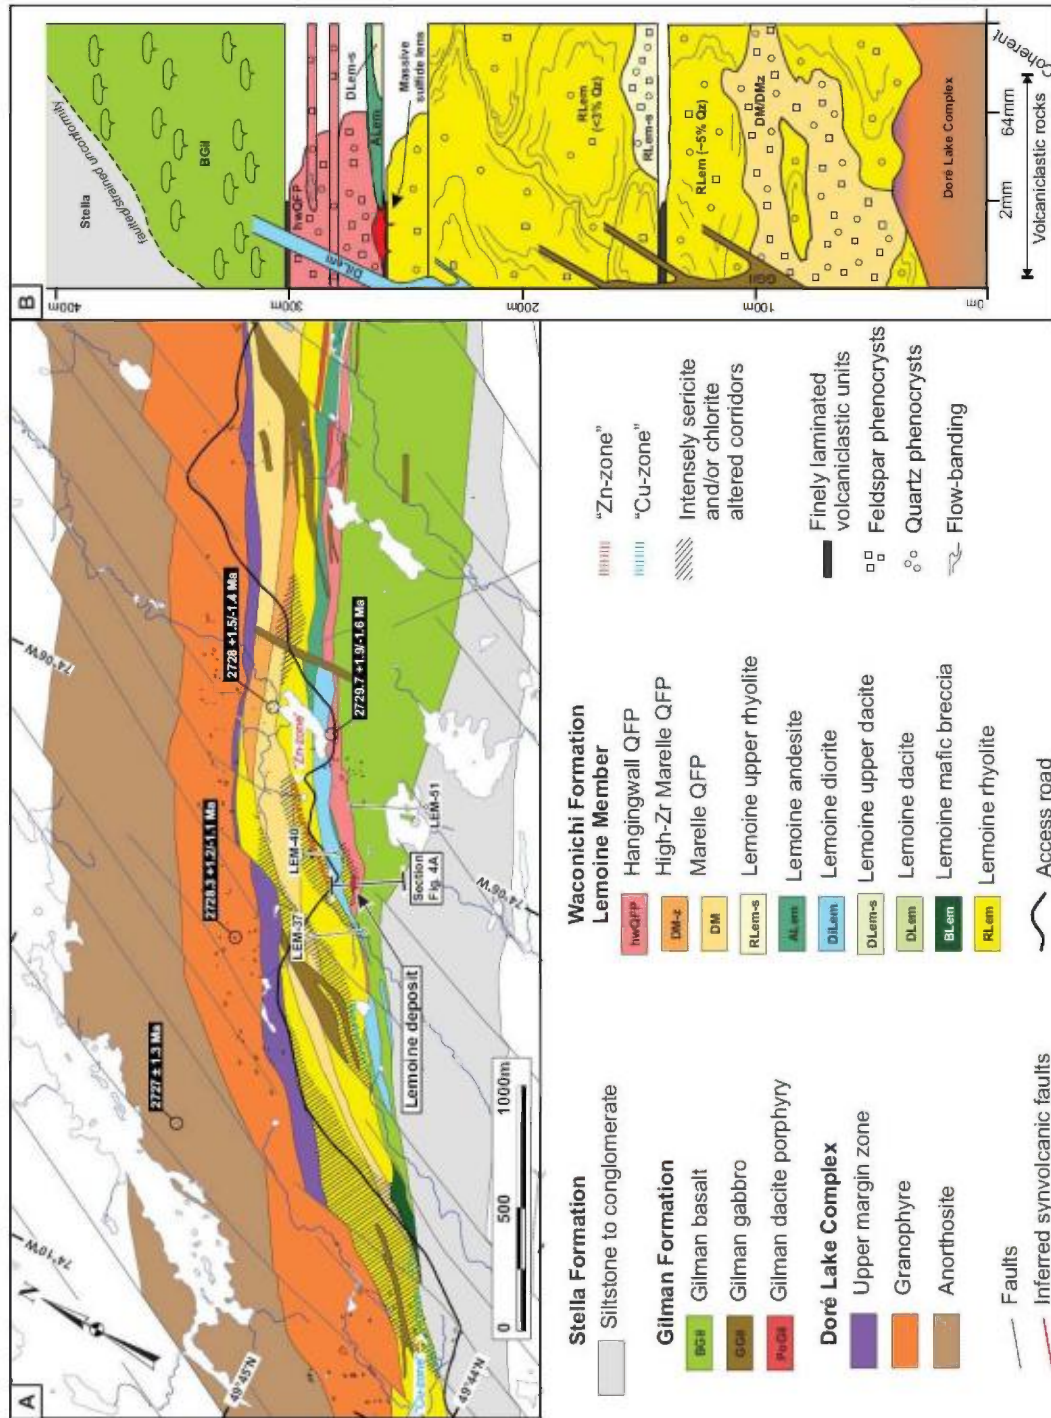 A
N
49°45'N
74°10'W
49°44'N
74°06'W
74°06'W
2727 ± 1.3 Ma
2728.3 +1.2/-1.1 Ma
2728 +1.5/-1.4 Ma
2729.7 +1.9/-1.6 Ma
"Zn-zone"
"Cu-zone"
LEM-37
LEM-40
LEM-51
Section
Fig. 4A
Lemoine deposit
0 500 1000m
B
400m
300m
200m
100m
0m
Stella
faulted/strained unconformity
BGil
hwQFP
DiLem
DLem-s
ALem
Massive
sulfide lens
RLem
(<3% Qz)
RLem-s
RLem (~5% Qz)
DM/DMz
GGil
Doré Lake Complex
2mm 64mm Coherent
Volcaniclastic rocks
Stella Formation
Siltstone to conglomerate
Gilman Formation
BGil Gilman basalt
GGil Gilman gabbro
PoGil Gilman dacite porphyry
Doré Lake Complex
Upper margin zone
Granophyre
Anorthosite
Faults
Inferred synvolcanic faults
Waconichi Formation
Lemoine Member
hwQFP Hangingwall QFP
DM-z High-Zr Marelle QFP
DM Marelle QFP
RLem-s Lemoine upper rhyolite
ALem Lemoine andesite
DiLem Lemoine diorite
DLem-s Lemoine upper dacite
DLem Lemoine dacite
BLem Lemoine mafic breccia
RLem Lemoine rhyolite
Access road
"Zn-zone"
"Cu-zone"
Intensely sericite
and/or chlorite
altered corridors
Finely laminated
volcaniclastic units
Feldspar phenocrysts
Quartz phenocrysts
Flow-banding